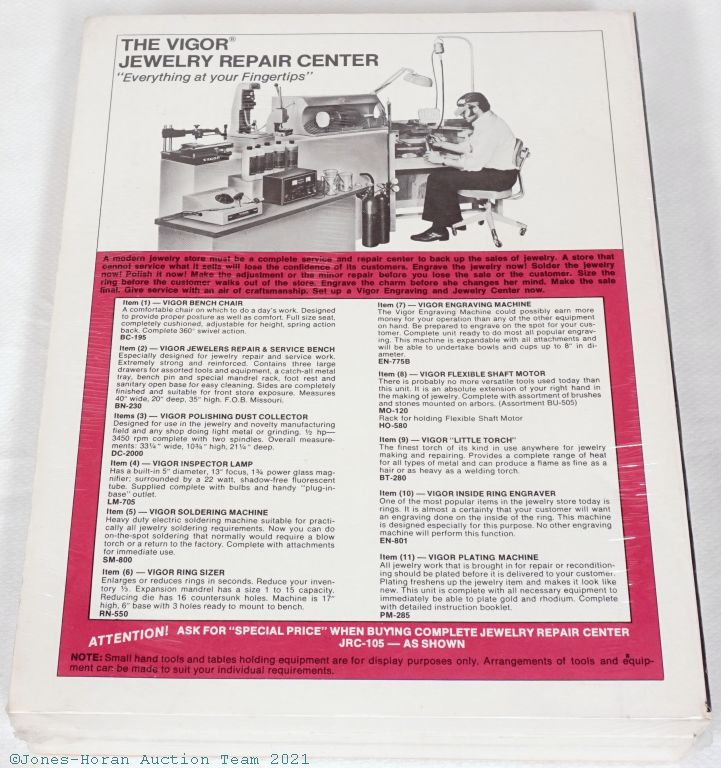 THE VIGOR®
JEWELRY REPAIR CENTER
"Everything at your Fingertips"
VIGOR
A modern jewelry store must be a complete service and repair center to back up the sales of jewelry. A store that
cannot service what it sells will lose the confidence of its customers. Engrave the jewelry now! Solder the jewelry
now! Polish it now! Make the adjustment or the minor repair before you lose the sale or the customer. Size the
ring before the customer walks out of the store. Engrave the charm before she changes her mind. Make the sale
final. Give service with an air of craftsmanship. Set up a Vigor Engraving and Jewelry Center now.
Item (1) — VIGOR BENCH CHAIR
A comfortable chair on which to do a day's work. Designed
to provide proper posture as well as comfort. Full size seat,
completely cushioned, adjustable for height, spring action
back. Complete 360° swivel action.
BC-195
Item (2) — VIGOR JEWELERS REPAIR & SERVICE BENCH
Especially designed for jewelry repair and service work.
Extremely strong and reinforced. Contains three large
drawers for assorted tools and equipment, a catch-all metal
tray, bench pin and special mandrel rack, foot rest and
sanitary open base for easy cleaning. Sides are completely
finished and suitable for front store exposure. Measures
40" wide, 20" deep, 35" high. F.O.B. Missouri.
BN-230
Items (3) — VIGOR POLISHING DUST COLLECTOR
Designed for use in the jewelry and novelty manufacturing
field and any shop doing light metal or grinding. ½ hp—
3450 rpm complete with two spindles. Overall measure-
ments: 33¼" wide, 10¾" high, 21¼" deep.
DC-2000
Item (4) — VIGOR INSPECTOR LAMP
Has a built-in 5" diameter, 13" focus, 1¾ power glass mag-
nifier; surrounded by a 22 watt, shadow-free fluorescent
tube. Supplied complete with bulbs and handy "plug-in-
base" outlet.
LM-705
Item (5) — VIGOR SOLDERING MACHINE
Heavy duty electric soldering machine suitable for practi-
cally all jewelry soldering requirements. Now you can do
on-the-spot soldering that normally would require a blow
torch or a return to the factory. Complete with attachments
for immediate use.
SM-800
Item (6) — VIGOR RING SIZER
Enlarges or reduces rings in seconds. Reduce your inven-
tory ⅓. Expansion mandrel has a size 1 to 15 capacity.
Reducing die has 16 countersunk holes. Machine is 17"
high, 6" base with 3 holes ready to mount to bench.
RN-550
Item (7) — VIGOR ENGRAVING MACHINE
The Vigor Engraving Machine could possibly earn more
money for your operation than any of the other equipment
on hand. Be prepared to engrave on the spot for your cus-
tomer. Complete unit ready to do most all popular engrav-
ing. This machine is expandable with all attachments and
will be able to undertake bowls and cups up to 8" in di-
ameter.
EN-775B
Item (8) — VIGOR FLEXIBLE SHAFT MOTOR
There is probably no more versatile tools used today than
this unit. It is an absolute extension of your right hand in
the making of jewelry. Complete with assortment of brushes
and stones mounted on arbors. (Assortment BU-505)
MO-120
Rack for holding Flexible Shaft Motor
HO-580
Item (9) — VIGOR "LITTLE TORCH"
The finest torch of its kind in use anywhere for jewelry
making and repairing. Provides a complete range of heat
for all types of metal and can produce a flame as fine as a
hair or as heavy as a welding torch.
BT-280
Item (10) — VIGOR INSIDE RING ENGRAVER
One of the most popular items in the jewelry store today is
rings. It is almost a certainty that your customer will want
an engraving done on the inside of the ring. This machine
is designed especially for this purpose. No other engraving
machine will perform this function.
EN-801
Item (11) — VIGOR PLATING MACHINE
All jewelry work that is brought in for repair or recondition-
ing should be plated before it is delivered to your customer.
Plating freshens up the jewelry item and makes it look like
new. This unit is complete with all necessary equipment to
immediately be able to plate gold and rhodium. Complete
with detailed instruction booklet.
PM-285
ATTENTION! ASK FOR "SPECIAL PRICE" WHEN BUYING COMPLETE JEWELRY REPAIR CENTER
JRC-105 — AS SHOWN
NOTE: Small hand tools and tables holding equipment are for display purposes only. Arrangements of tools and equip-
ment can be made to suit your individual requirements.
©Jones-Horan Auction Team 2021